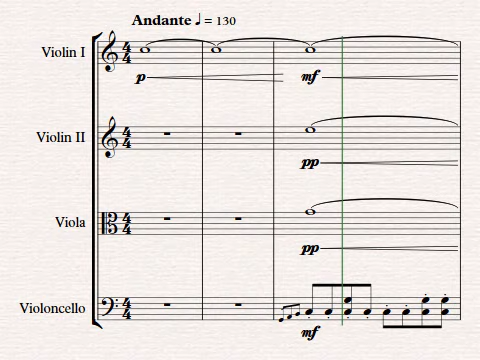 Andante ♩ = 130
Violin I
p mf
Violin II
pp
Viola
pp
Violoncello
mf